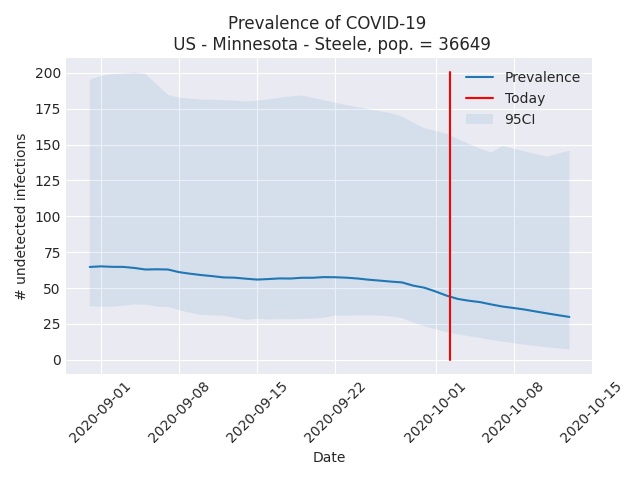 Prevalence of COVID-19
US - Minnesota - Steele, pop. = 36649
200
175
150
125
100
75
50
25
0
# undetected infections
Prevalence
Today
95CI
2020-09-01
2020-09-08
2020-09-15
2020-09-22
2020-10-01
2020-10-08
2020-10-15
Date